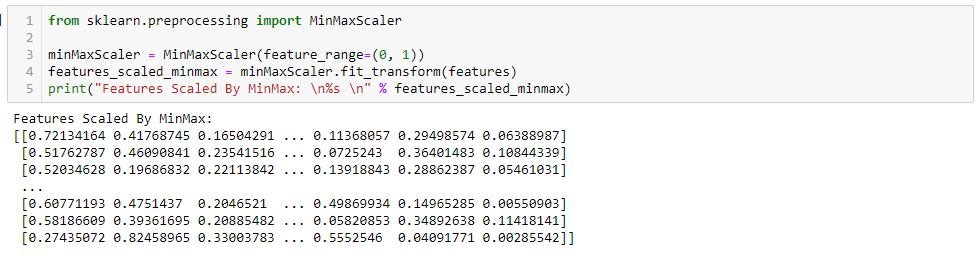 1 from sklearn.preprocessing import MinMaxScaler
2
3 minMaxScaler = MinMaxScaler(feature_range=(0, 1))
4 features_scaled_minmax = minMaxScaler.fit_transform(features)
5 print("Features Scaled By MinMax: \n%s \n" % features_scaled_minmax)
Features Scaled By MinMax:
[[0.72134164 0.41768745 0.16504291 ... 0.11368057 0.29498574 0.06388987]
[0.51762787 0.46090841 0.23541516 ... 0.0725243 0.36401483 0.10844339]
[0.52034628 0.19686832 0.22113842 ... 0.13918843 0.28862387 0.05461031]
...
[0.60771193 0.4751437 0.2046521 ... 0.49869934 0.14965285 0.00550903]
[0.58186609 0.39361695 0.20885482 ... 0.05820853 0.34892638 0.11418141]
[0.27435072 0.82458965 0.33003783 ... 0.5552546 0.04091771 0.00285542]]